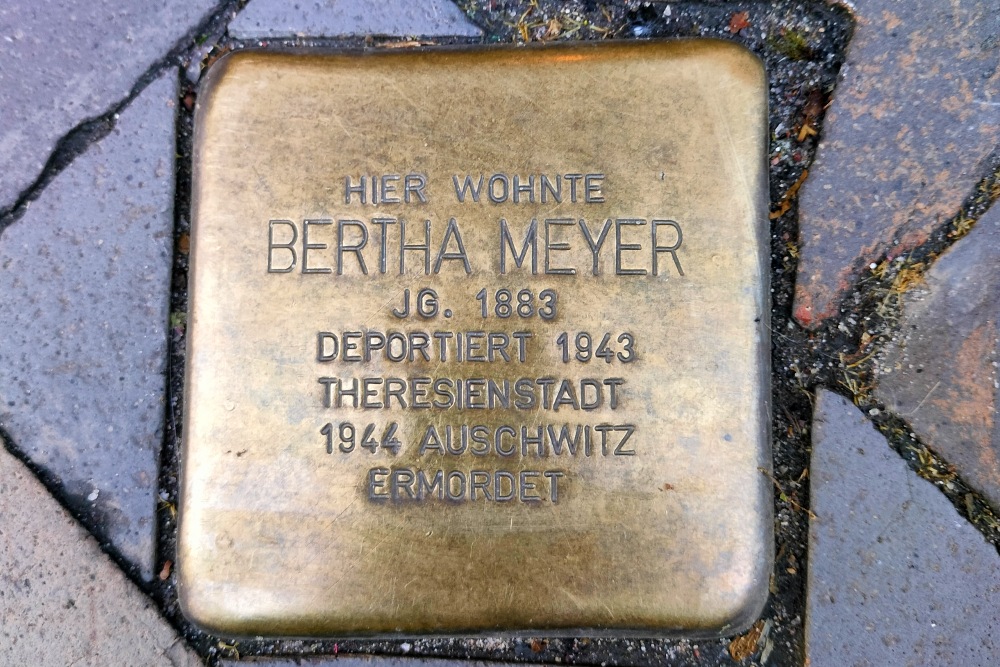 HIER WOHNTE
BERTHA MEYER
JG. 1883
DEPORTIERT 1943
THERESIENSTADT
1944 AUSCHWITZ
ERMORDET